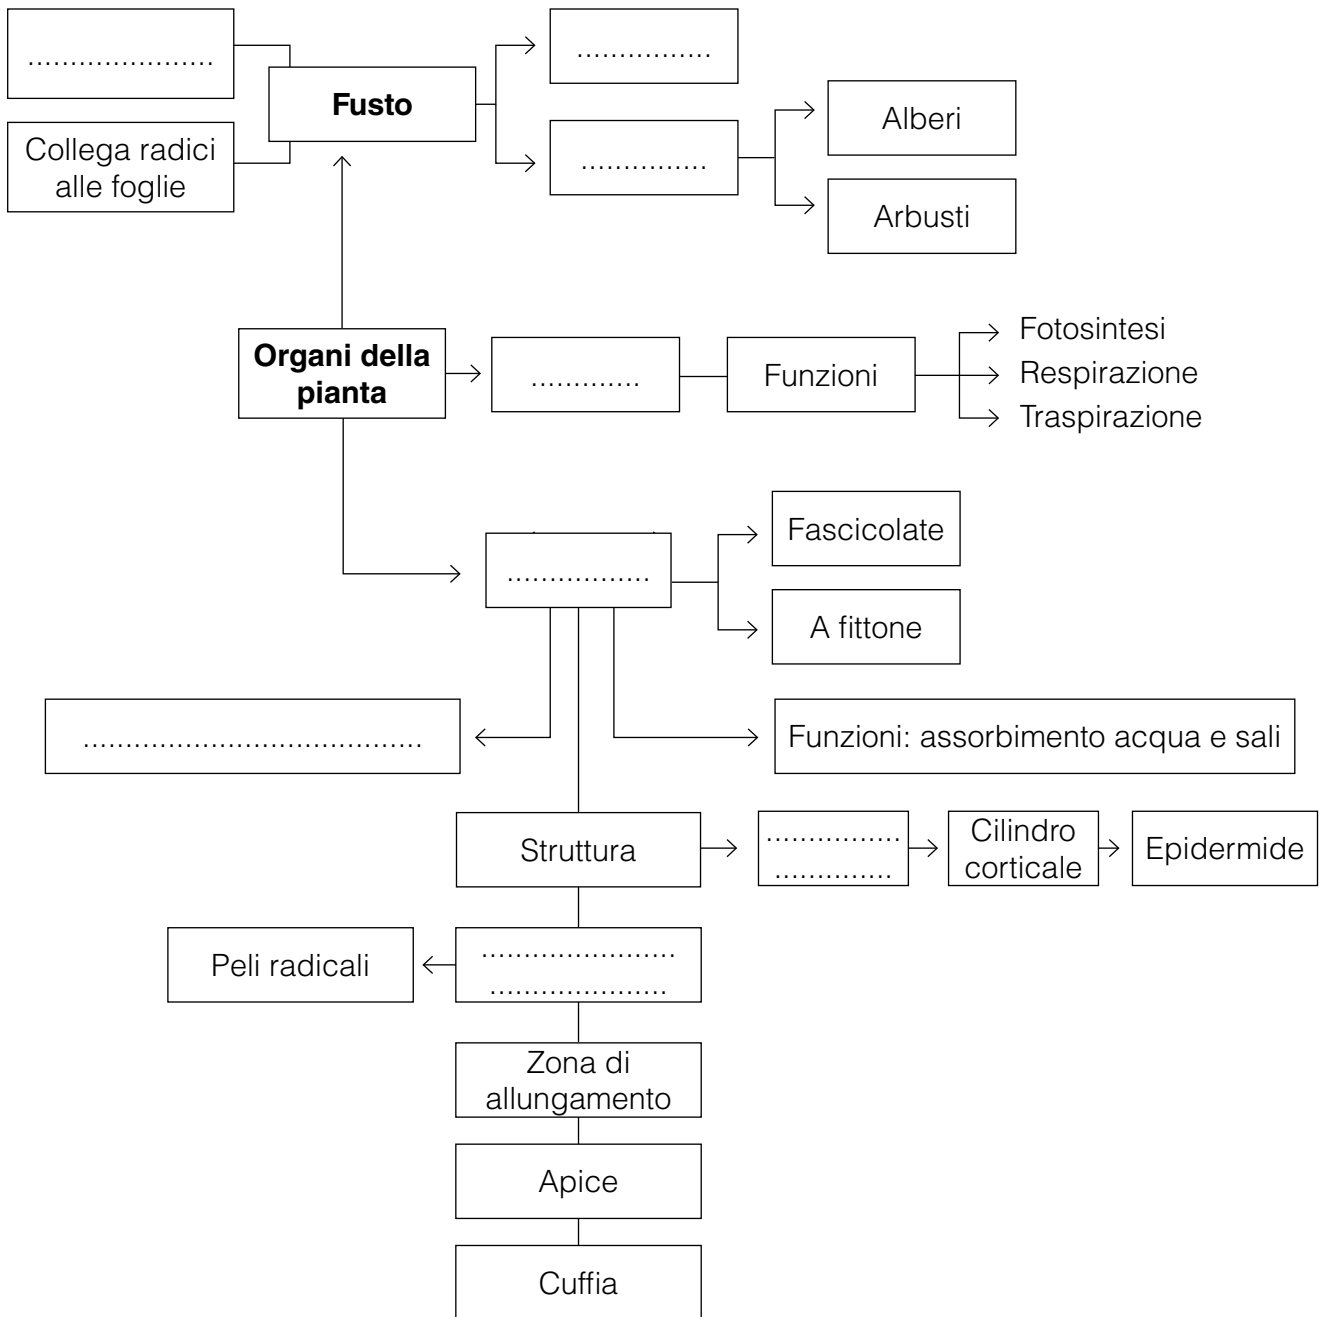 ......................
Fusto
Collega radici
alle foglie
................
...............
Alberi
Arbusti
Organi della
pianta
.............
Funzioni
Fotosintesi
Respirazione
Traspirazione
.................
Fascicolate
A fittone
........................................
Funzioni: assorbimento acqua e sali
Struttura
................
..............
Cilindro
corticale
Epidermide
Peli radicali
.......................
.....................
Zona di
allungamento
Apice
Cuffia